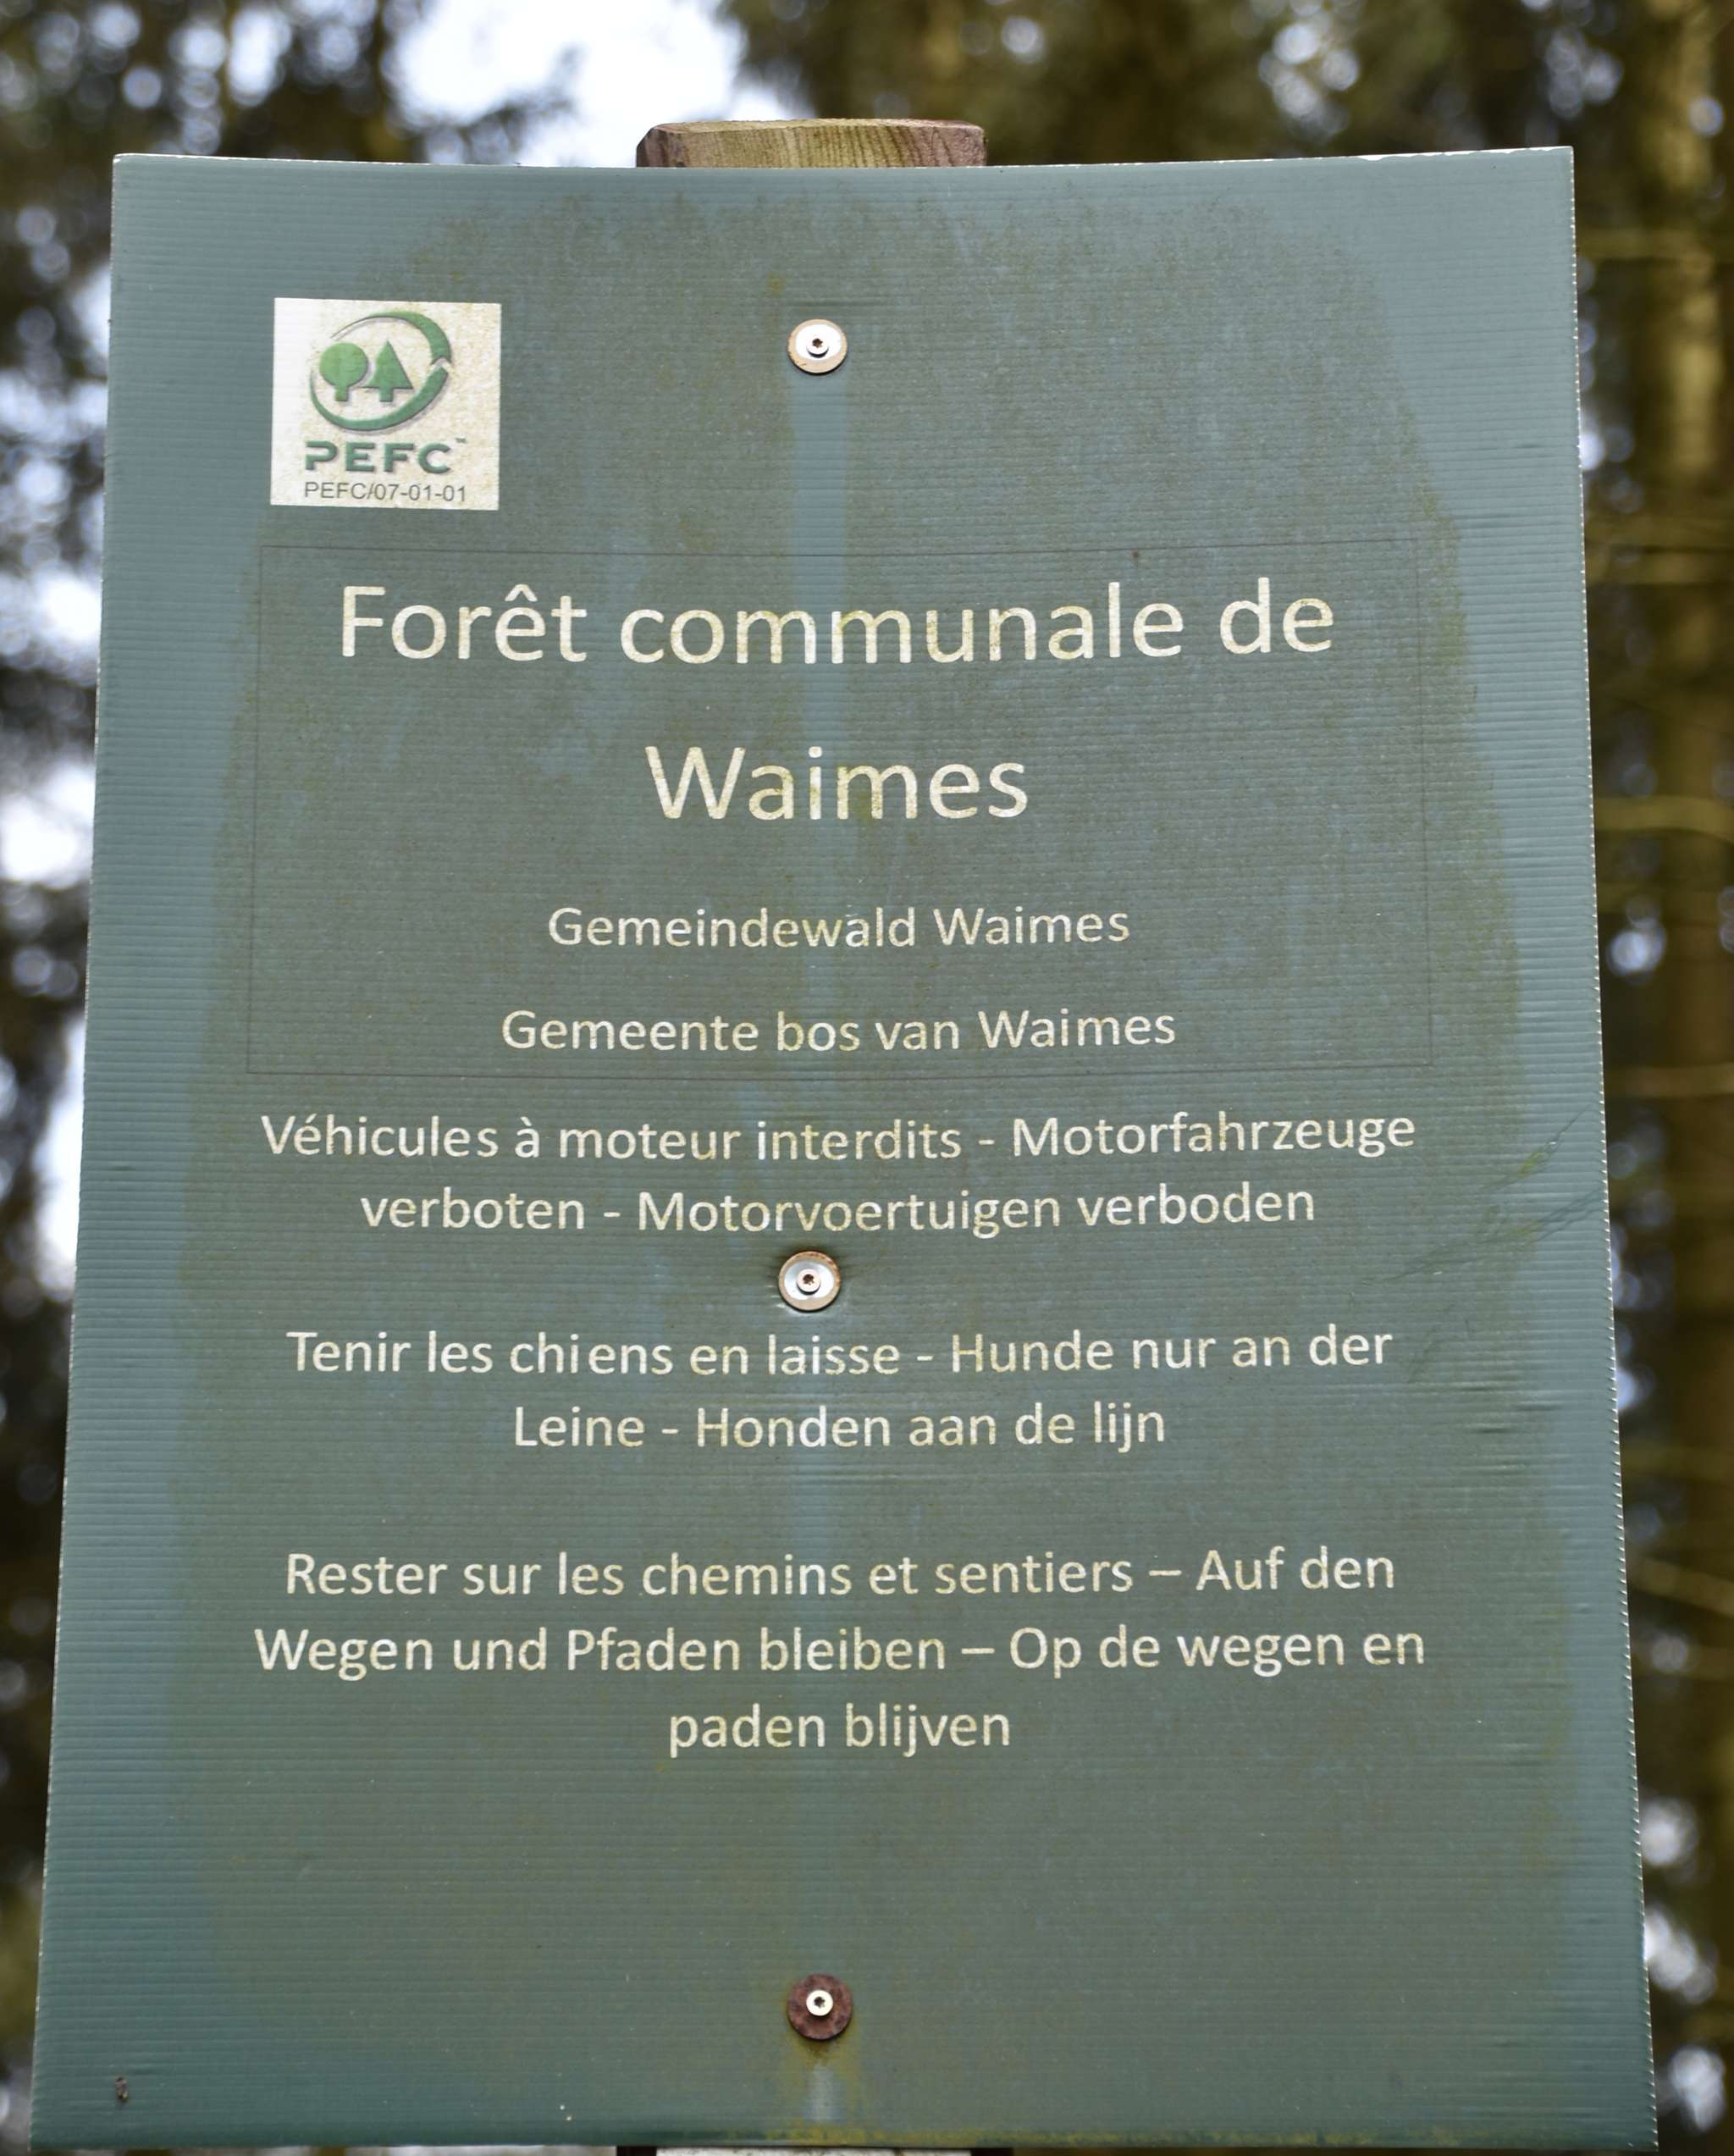 PEFC™
PEFC/07-01-01
Forêt communale de
Waimes
Gemeindewald Waimes
Gemeente bos van Waimes
Véhicules à moteur interdits - Motorfahrzeuge
verboten - Motorvoertuigen verboden
Tenir les chiens en laisse - Hunde nur an der
Leine - Honden aan de lijn
Rester sur les chemins et sentiers – Auf den
Wegen und Pfaden bleiben – Op de wegen en
paden blijven